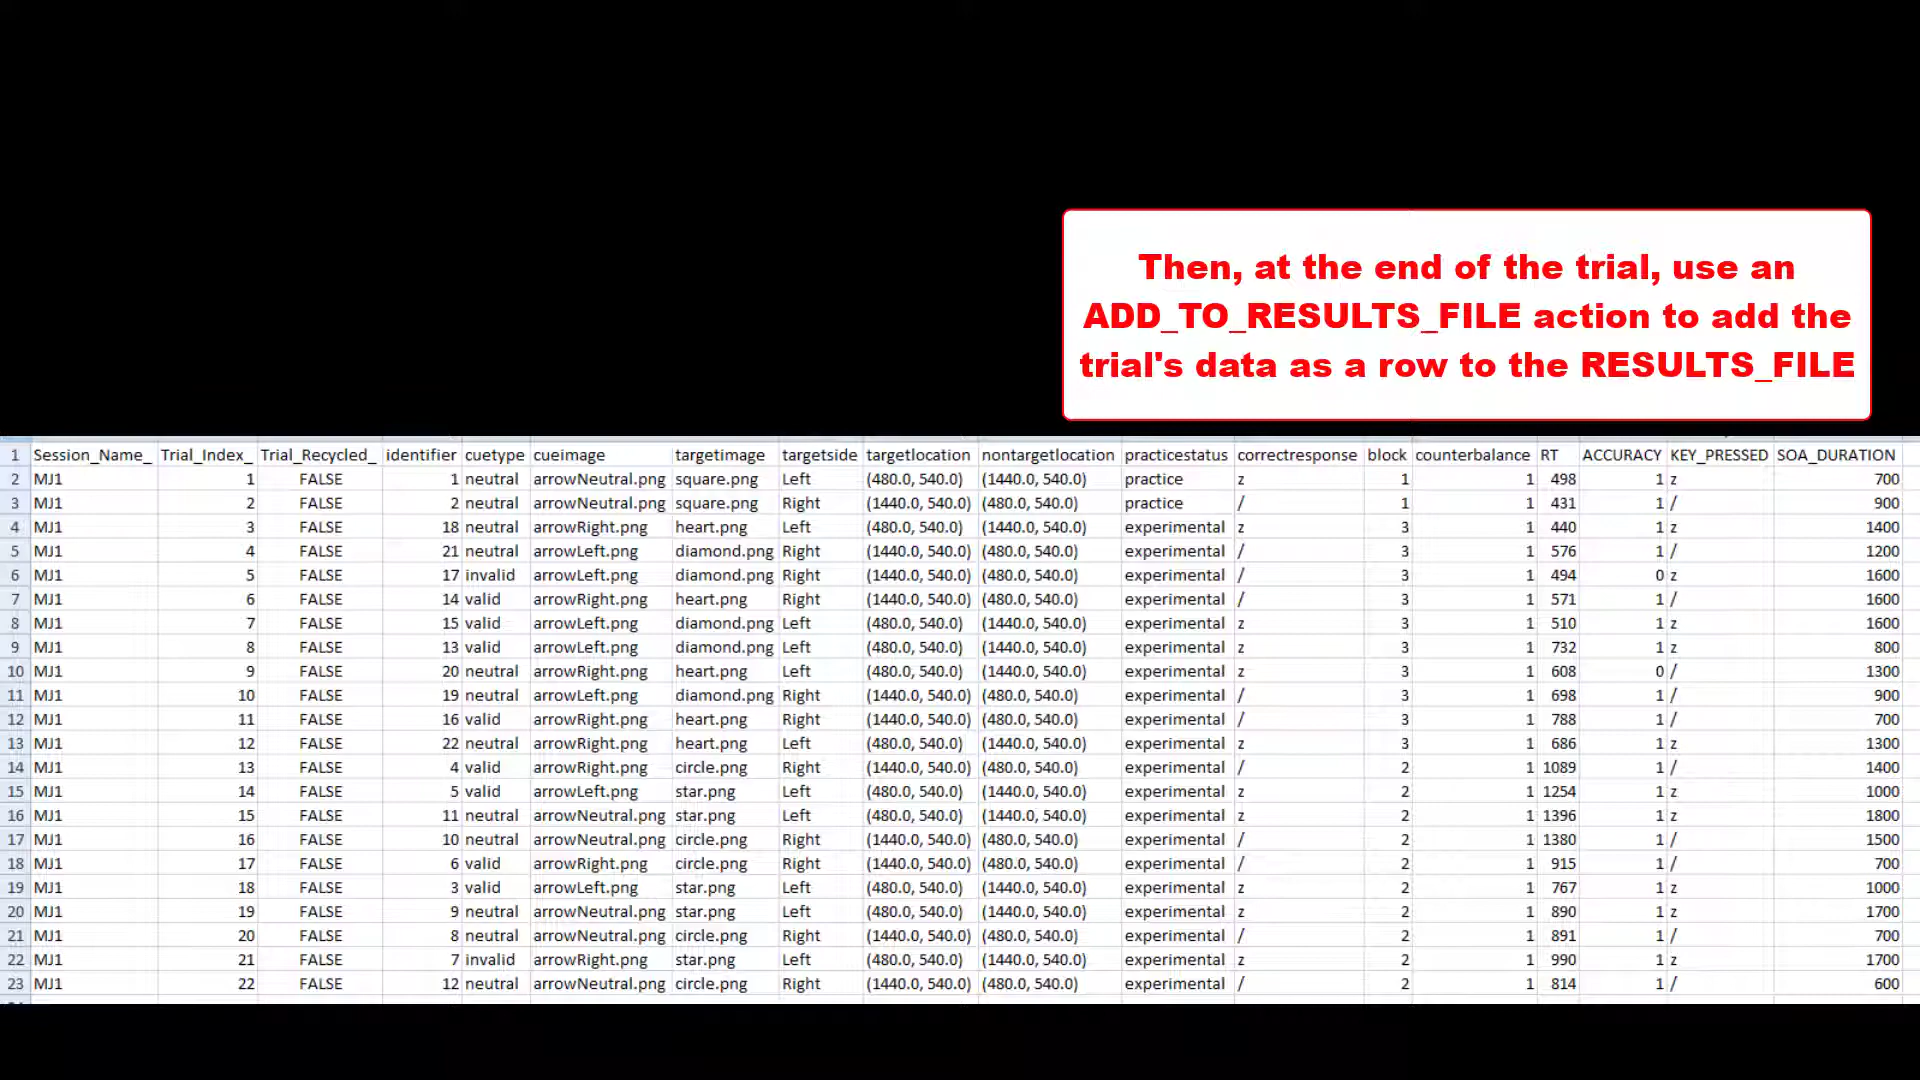 Then, at the end of the trial, use an
ADD_TO_RESULTS_FILE action to add the
trial's data as a row to the RESULTS_FILE
1 Session_Name_ Trial_Index_ Trial_Recycled_ identifier cuetype cueimage targetimage targetside targetlocation nontargetlocation practicestatus correctresponse block counterbalance RT ACCURACY KEY_PRESSED SOA_DURATION
2 MJ1 1 FALSE 1 neutral arrowNeutral.png square.png Left (480.0, 540.0) (1440.0, 540.0) practice z 1 1 498 1 z 700
3 MJ1 2 FALSE 2 neutral arrowNeutral.png square.png Right (1440.0, 540.0) (480.0, 540.0) practice / 1 1 431 1 / 900
4 MJ1 3 FALSE 18 neutral arrowRight.png heart.png Left (480.0, 540.0) (1440.0, 540.0) experimental z 3 1 440 1 z 1400
5 MJ1 4 FALSE 21 neutral arrowLeft.png diamond.png Right (1440.0, 540.0) (480.0, 540.0) experimental / 3 1 576 1 / 1200
6 MJ1 5 FALSE 17 invalid arrowLeft.png diamond.png Right (1440.0, 540.0) (480.0, 540.0) experimental / 3 1 494 0 z 1600
7 MJ1 6 FALSE 14 valid arrowRight.png heart.png Right (1440.0, 540.0) (480.0, 540.0) experimental / 3 1 571 1 / 1600
8 MJ1 7 FALSE 15 valid arrowLeft.png diamond.png Left (480.0, 540.0) (1440.0, 540.0) experimental z 3 1 510 1 z 1600
9 MJ1 8 FALSE 13 valid arrowLeft.png diamond.png Left (480.0, 540.0) (1440.0, 540.0) experimental z 3 1 732 1 z 800
10 MJ1 9 FALSE 20 neutral arrowRight.png heart.png Left (480.0, 540.0) (1440.0, 540.0) experimental z 3 1 608 0 / 1300
11 MJ1 10 FALSE 19 neutral arrowLeft.png diamond.png Right (1440.0, 540.0) (480.0, 540.0) experimental / 3 1 698 1 / 900
12 MJ1 11 FALSE 16 valid arrowRight.png heart.png Right (1440.0, 540.0) (480.0, 540.0) experimental / 3 1 788 1 / 700
13 MJ1 12 FALSE 22 neutral arrowRight.png heart.png Left (480.0, 540.0) (1440.0, 540.0) experimental z 3 1 686 1 z 1300
14 MJ1 13 FALSE 4 valid arrowRight.png circle.png Right (1440.0, 540.0) (480.0, 540.0) experimental / 2 1 1089 1 / 1400
15 MJ1 14 FALSE 5 valid arrowLeft.png star.png Left (480.0, 540.0) (1440.0, 540.0) experimental z 2 1 1254 1 z 1000
16 MJ1 15 FALSE 11 neutral arrowNeutral.png star.png Left (480.0, 540.0) (1440.0, 540.0) experimental z 2 1 1396 1 z 1800
17 MJ1 16 FALSE 10 neutral arrowNeutral.png circle.png Right (1440.0, 540.0) (480.0, 540.0) experimental / 2 1 1380 1 / 1500
18 MJ1 17 FALSE 6 valid arrowRight.png circle.png Right (1440.0, 540.0) (480.0, 540.0) experimental / 2 1 915 1 / 700
19 MJ1 18 FALSE 3 valid arrowLeft.png star.png Left (480.0, 540.0) (1440.0, 540.0) experimental z 2 1 767 1 z 1000
20 MJ1 19 FALSE 9 neutral arrowNeutral.png star.png Left (480.0, 540.0) (1440.0, 540.0) experimental z 2 1 890 1 z 1700
21 MJ1 20 FALSE 8 neutral arrowNeutral.png circle.png Right (1440.0, 540.0) (480.0, 540.0) experimental / 2 1 891 1 / 700
22 MJ1 21 FALSE 7 invalid arrowRight.png star.png Left (480.0, 540.0) (1440.0, 540.0) experimental z 2 1 990 1 z 1700
23 MJ1 22 FALSE 12 neutral arrowNeutral.png circle.png Right (1440.0, 540.0) (480.0, 540.0) experimental / 2 1 814 1 / 600